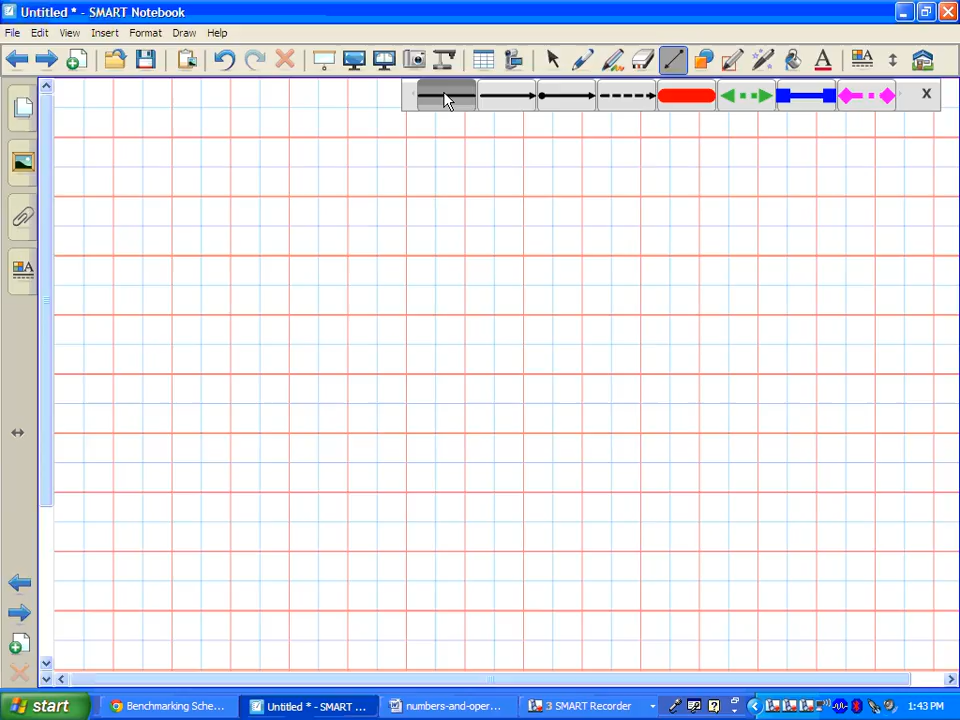 Untitled * - SMART Notebook
File Edit View Insert Format Draw Help
A
A
X
A
start
Benchmarking Sche...
Untitled * - SMART ...
numbers-and-oper...
3 SMART Recorder
1:43 PM